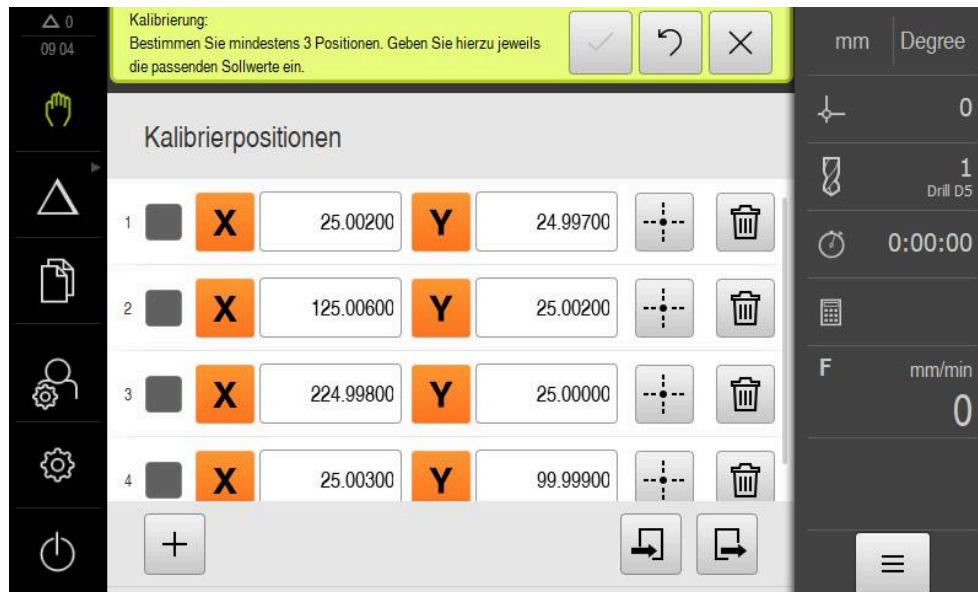 0
09 04
Kalibrierung:
Bestimmen Sie mindestens 3 Positionen. Geben Sie hierzu jeweils
die passenden Sollwerte ein.
mm Degree
Kalibrierpositionen
0
1
Drill D5
0:00:00
F mm/min
0
1 X 25.00200 Y 24.99700
2 X 125.00600 Y 25.00200
3 X 224.99800 Y 25.00000
4 X 25.00300 Y 99.99900